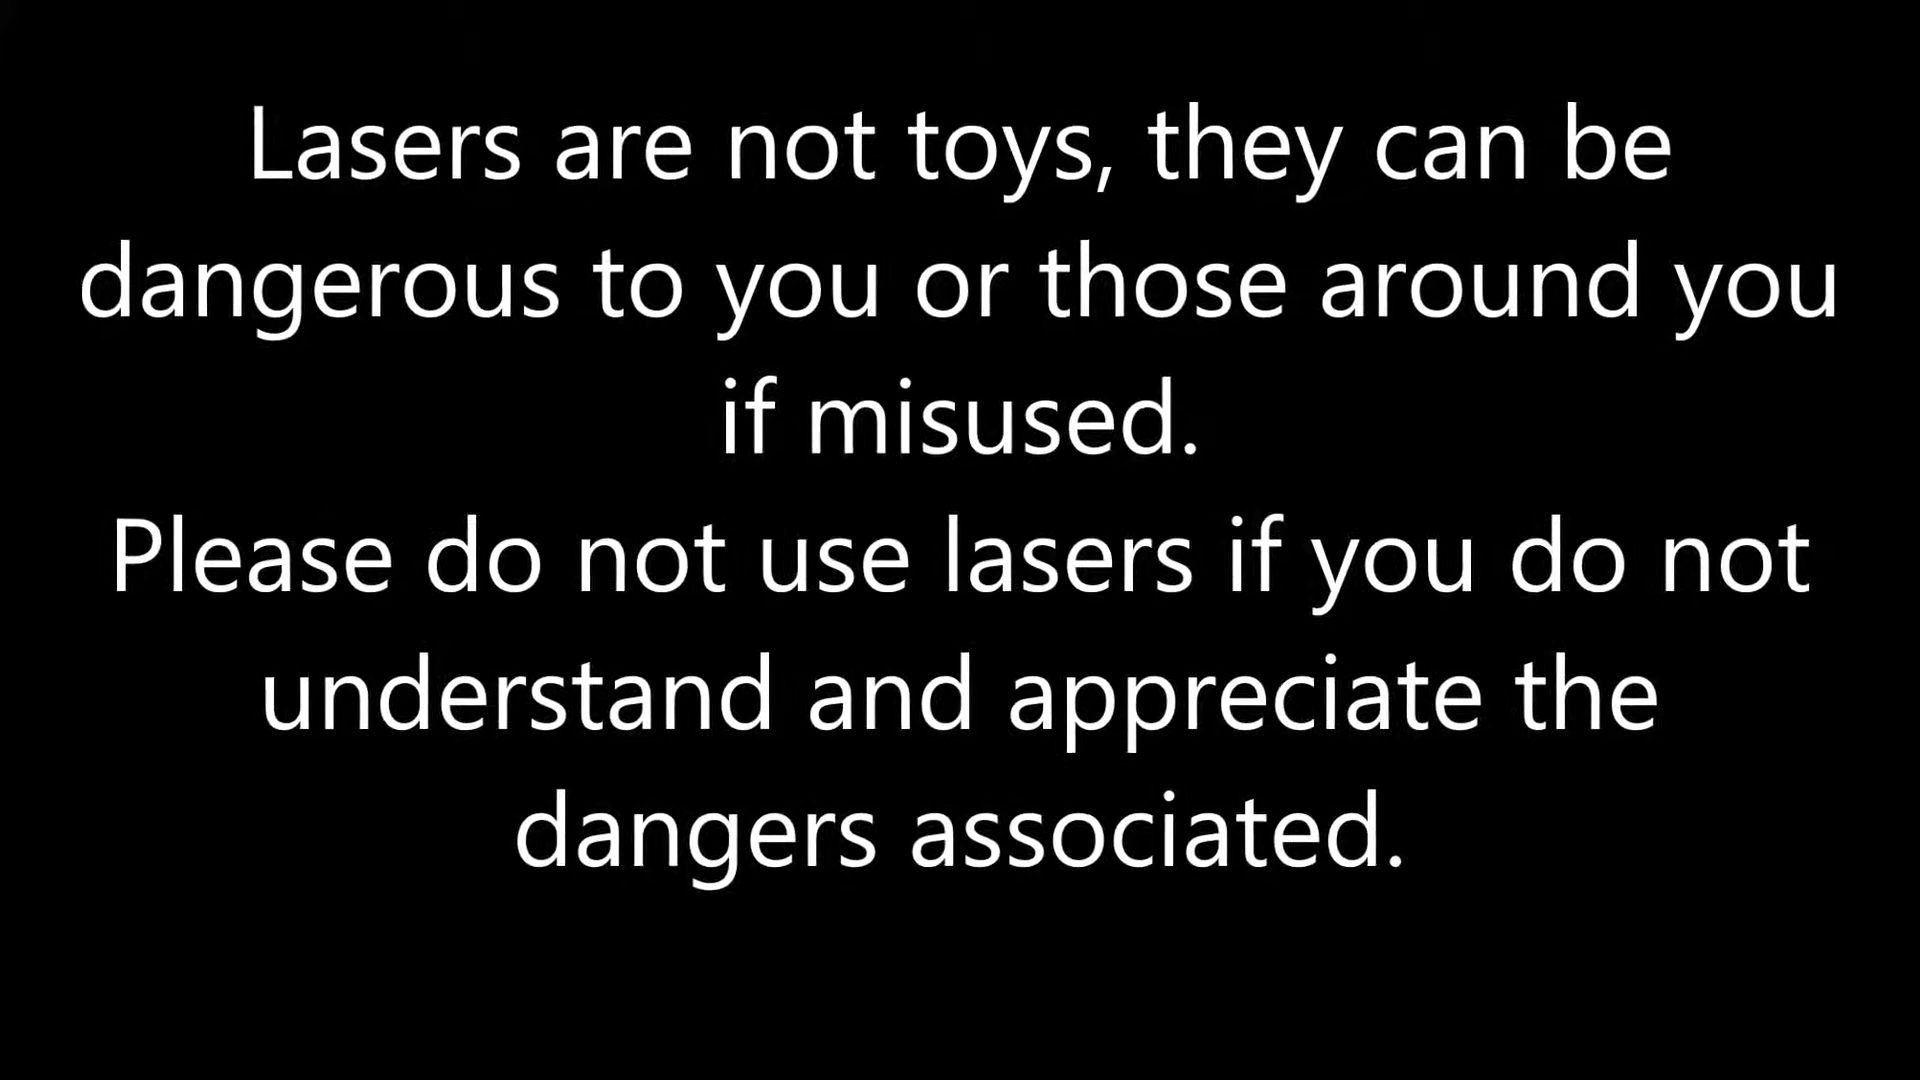 Lasers are not toys, they can be
dangerous to you or those around you
if misused.
Please do not use lasers if you do not
understand and appreciate the
dangers associated.